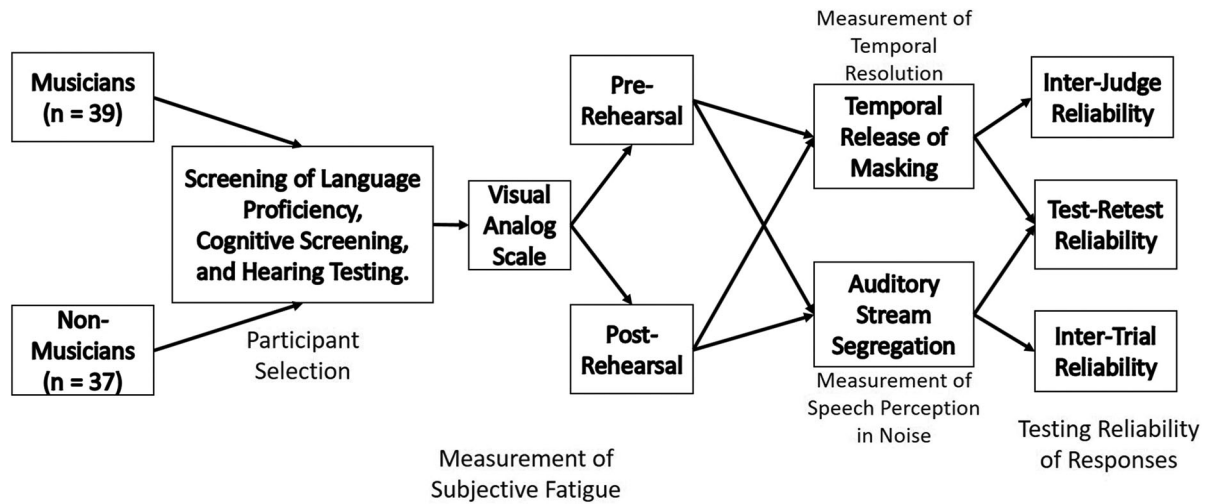 Musicians
(n = 39)
Non-
Musicians
(n = 37)
Screening of Language
Proficiency,
Cognitive Screening,
and Hearing Testing.
Participant
Selection
Visual
Analog
Scale
Measurement of
Subjective Fatigue
Pre-
Rehearsal
Post-
Rehearsal
Measurement of
Temporal
Resolution
Temporal
Release of
Masking
Auditory
Stream
Segregation
Measurement of
Speech Perception
in Noise
Inter-Judge
Reliability
Test-Retest
Reliability
Inter-Trial
Reliability
Testing Reliability
of Responses